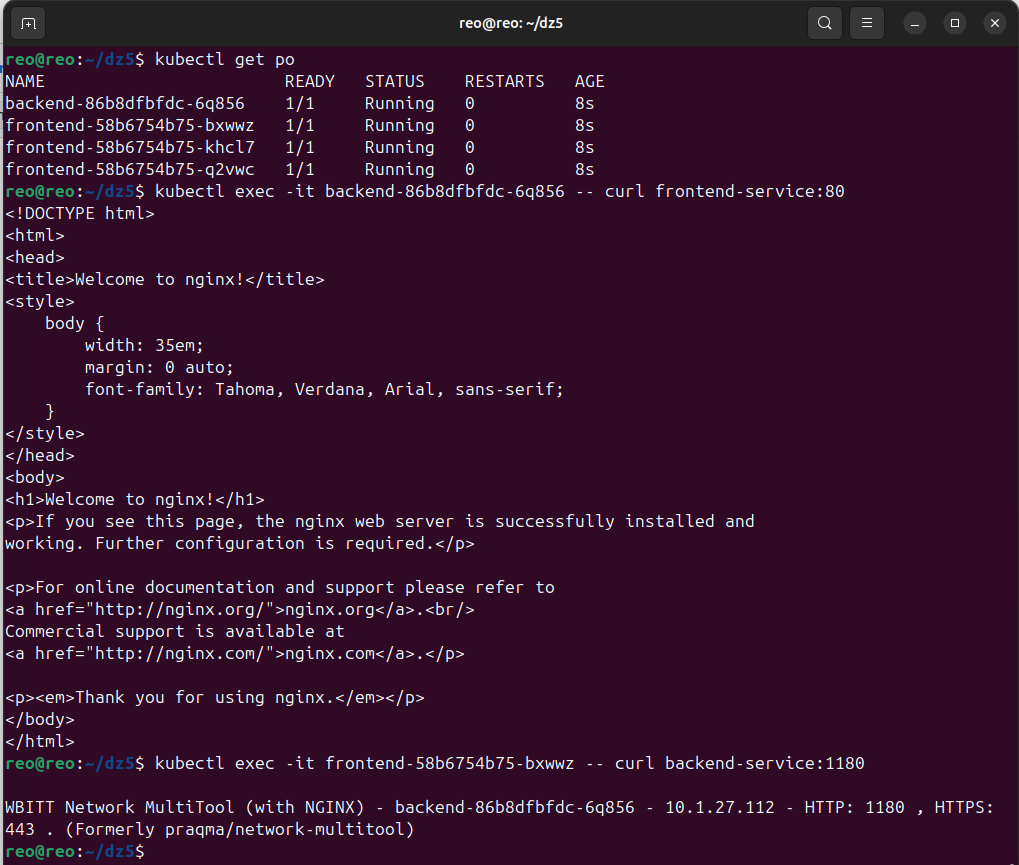 reo@reo: ~/dz5
reo@reo:~/dz5$ kubectl get po
NAME                        READY   STATUS    RESTARTS   AGE
backend-86b8dfbfdc-6q856    1/1     Running   0          8s
frontend-58b6754b75-bxwwz   1/1     Running   0          8s
frontend-58b6754b75-khcl7   1/1     Running   0          8s
frontend-58b6754b75-q2vwc   1/1     Running   0          8s
reo@reo:~/dz5$ kubectl exec -it backend-86b8dfbfdc-6q856 -- curl frontend-service:80
<!DOCTYPE html>
<html>
<head>
<title>Welcome to nginx!</title>
<style>
    body {
        width: 35em;
        margin: 0 auto;
        font-family: Tahoma, Verdana, Arial, sans-serif;
    }
</style>
</head>
<body>
<h1>Welcome to nginx!</h1>
<p>If you see this page, the nginx web server is successfully installed and
working. Further configuration is required.</p>

<p>For online documentation and support please refer to
<a href="http://nginx.org/">nginx.org</a>.<br/>
Commercial support is available at
<a href="http://nginx.com/">nginx.com</a>.</p>

<p><em>Thank you for using nginx.</em></p>
</body>
</html>
reo@reo:~/dz5$ kubectl exec -it frontend-58b6754b75-bxwwz -- curl backend-service:1180

WBITT Network MultiTool (with NGINX) - backend-86b8dfbfdc-6q856 - 10.1.27.112 - HTTP: 1180 , HTTPS:
443 . (Formerly praqma/network-multitool)
reo@reo:~/dz5$